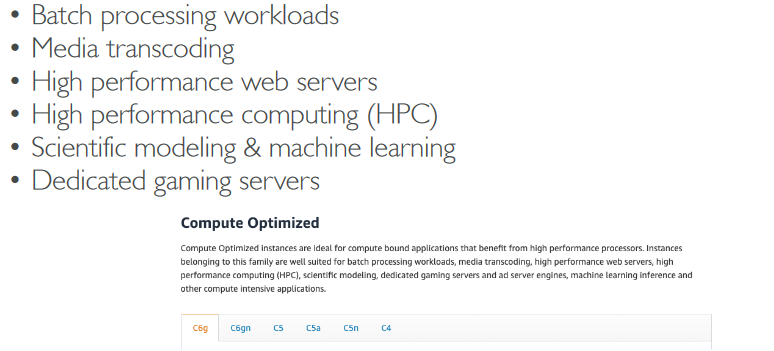 • Batch processing workloads
• Media transcoding
• High performance web servers
• High performance computing (HPC)
• Scientific modeling & machine learning
• Dedicated gaming servers
Compute Optimized
Compute Optimized instances are ideal for compute bound applications that benefit from high performance processors. Instances
belonging to this family are well suited for batch processing workloads, media transcoding, high performance web servers, high
performance computing (HPC), scientific modeling, dedicated gaming servers and ad server engines, machine learning inference and
other compute intensive applications.
C6g C6gn C5 C5a C5n C4